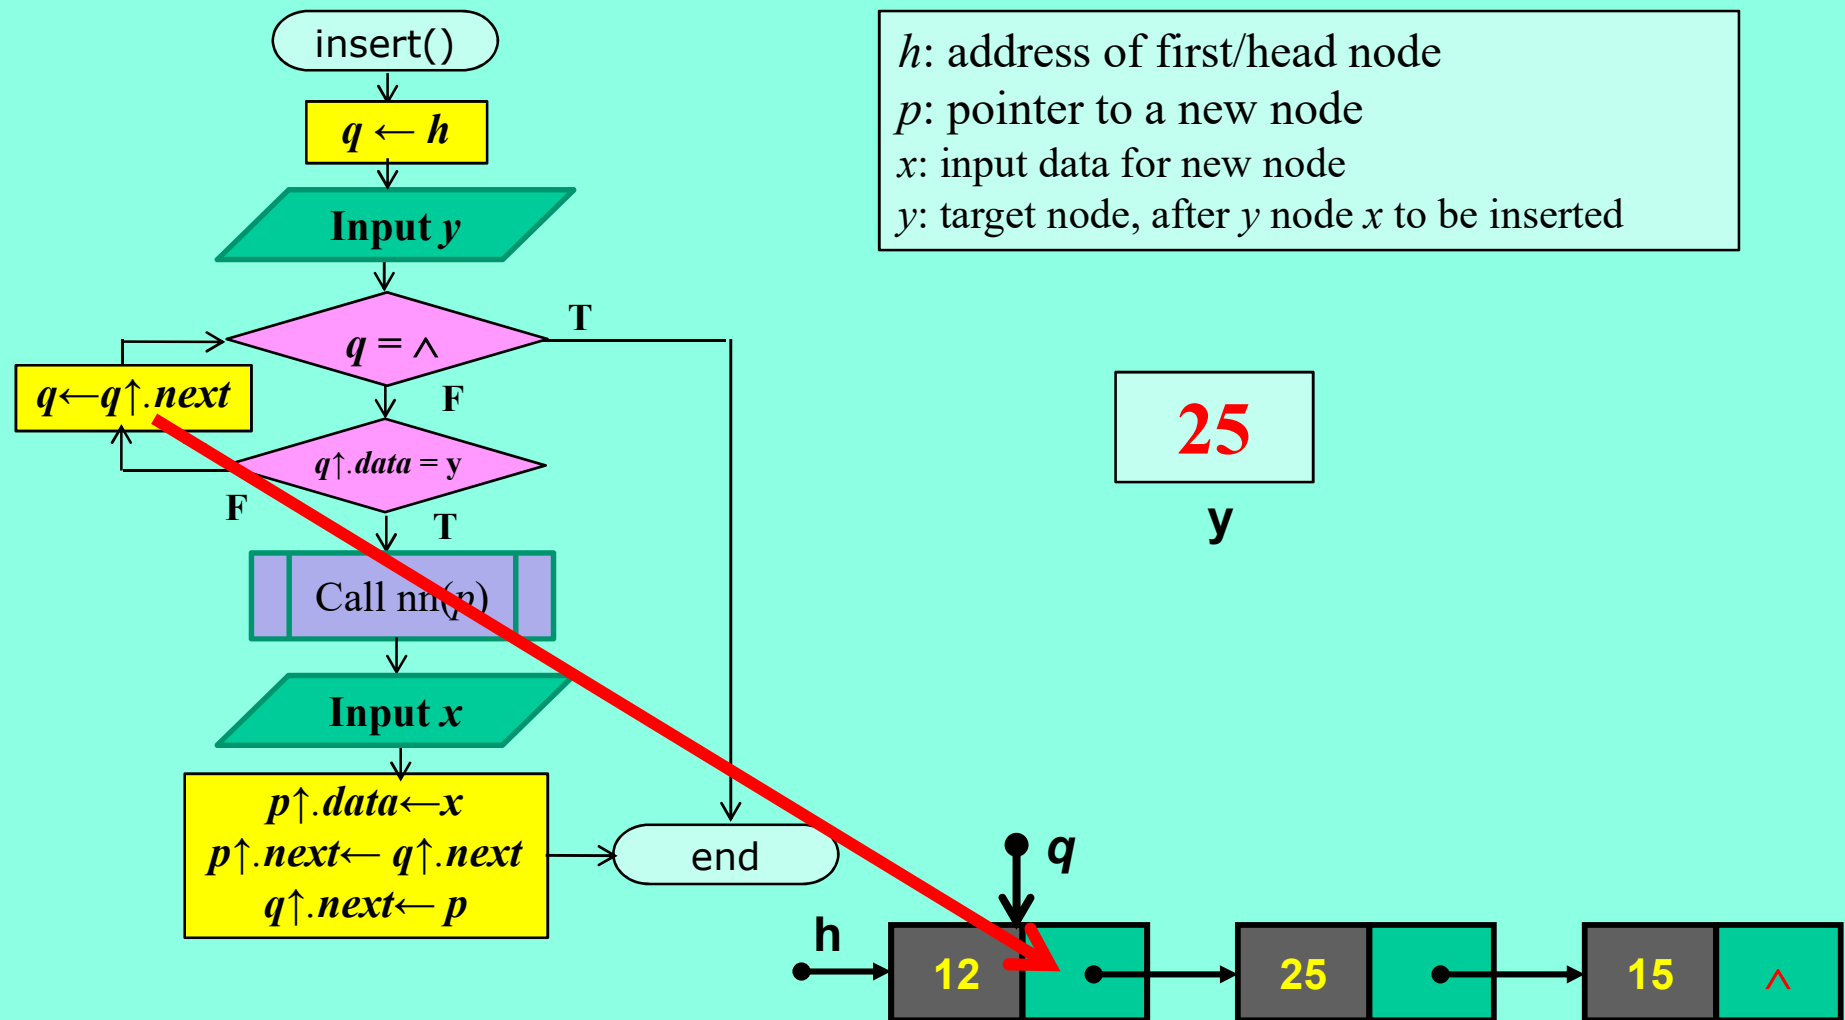 insert()
q ← h
Input y
q = ∧
T
F
q←q↑.next
q↑.data = y
F
T
Call nn(p)
Input x
p↑.data←x
p↑.next← q↑.next
q↑.next← p
end
h: address of first/head node
p: pointer to a new node
x: input data for new node
y: target node, after y node x to be inserted
25
y
q
h
12
25
15
∧